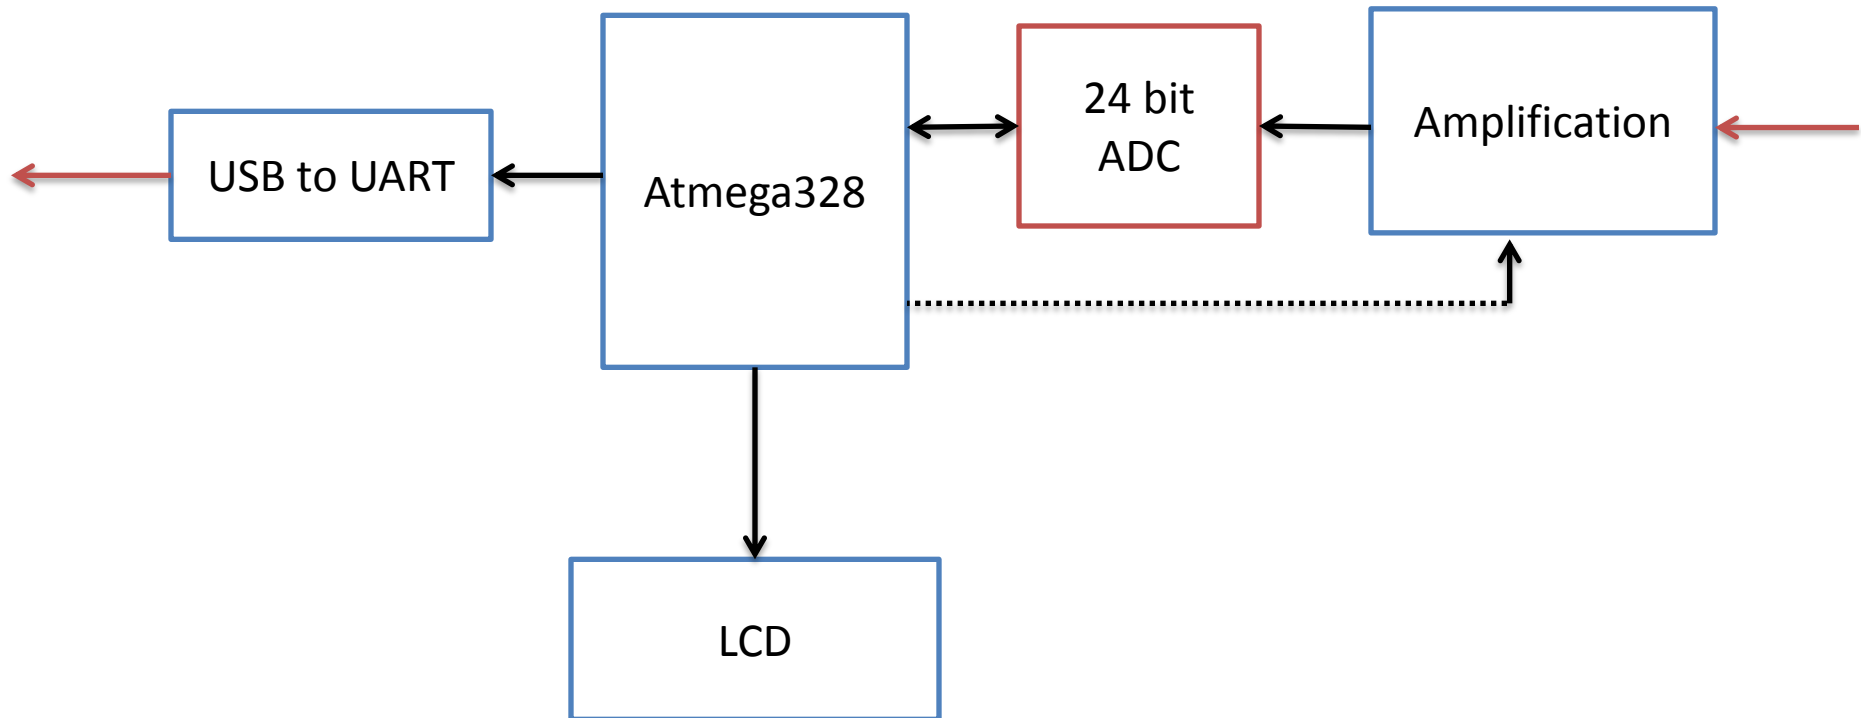 USB to UART
Atmega328
24 bit
ADC
Amplification
LCD